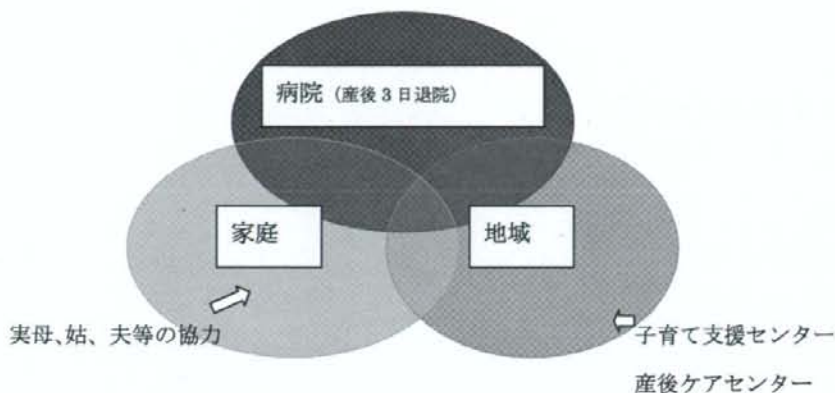 病院（産後３日退院）
家庭
地域
実母、姑、夫等の協力
子育て支援センター
産後ケアセンター